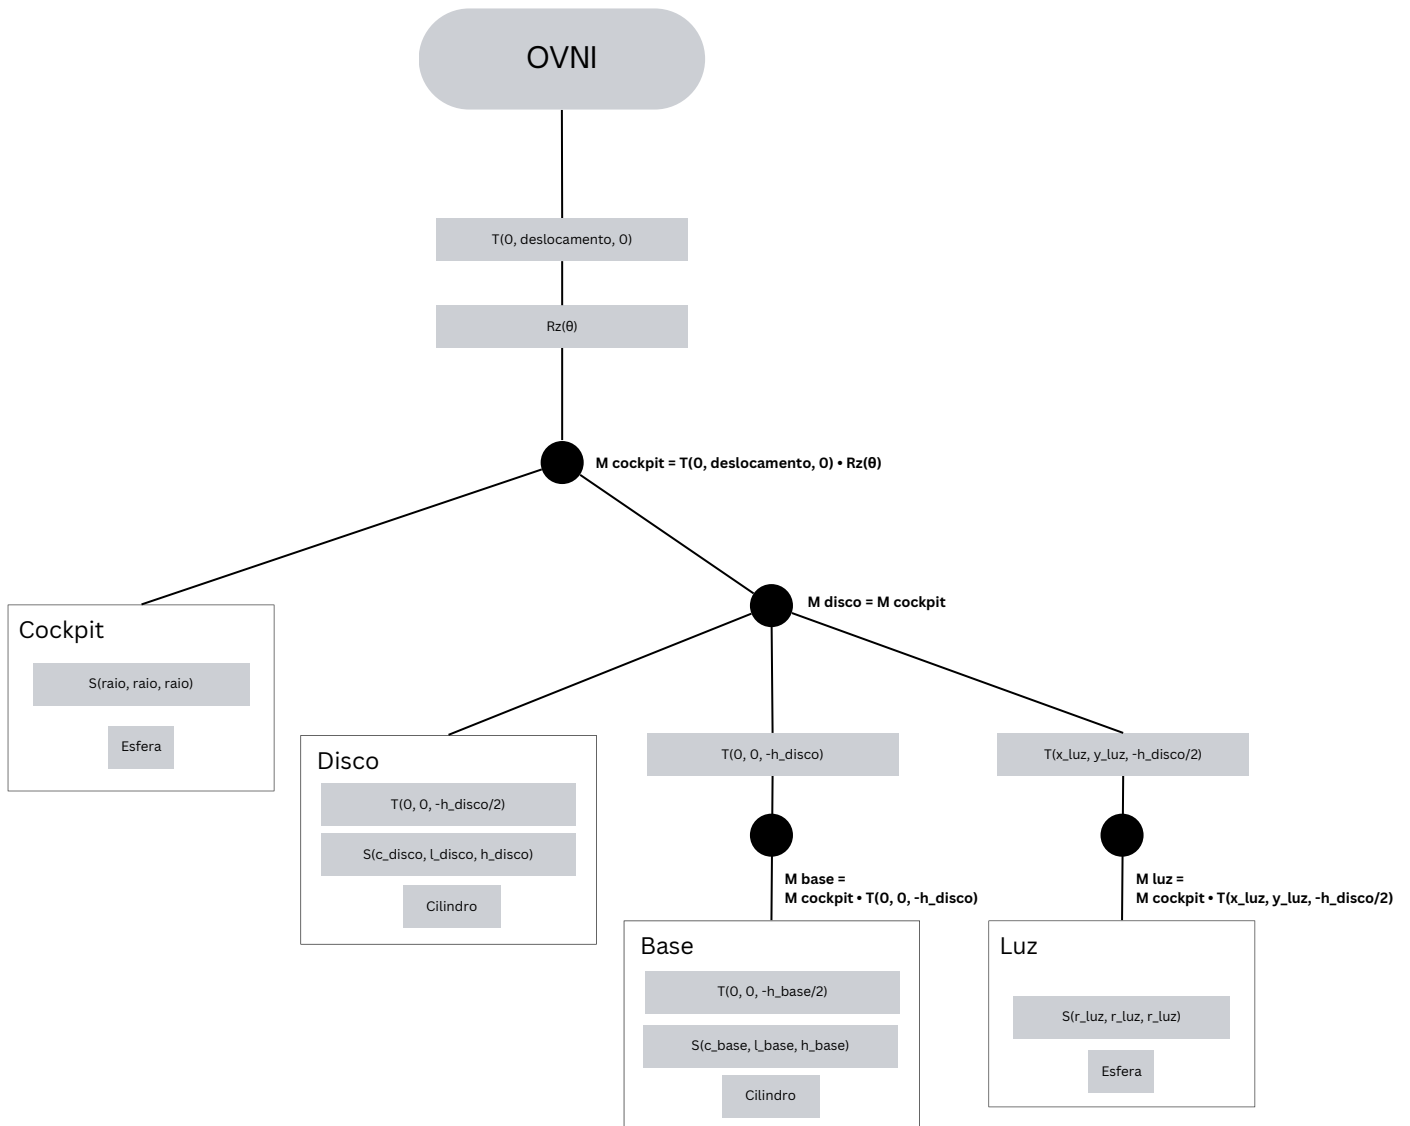 OVNI
T(0, deslocamento, 0)
Rz(θ)
M cockpit = T(0, deslocamento, 0) • Rz(θ)
M disco = M cockpit
Cockpit
S(raio, raio, raio)
Esfera
Disco
T(0, 0, -h_disco/2)
S(c_disco, l_disco, h_disco)
Cilindro
T(0, 0, -h_disco)
M base =
M cockpit • T(0, 0, -h_disco)
Base
T(0, 0, -h_base/2)
S(c_base, l_base, h_base)
Cilindro
T(x_luz, y_luz, -h_disco/2)
M luz =
M cockpit • T(x_luz, y_luz, -h_disco/2)
Luz
S(r_luz, r_luz, r_luz)
Esfera